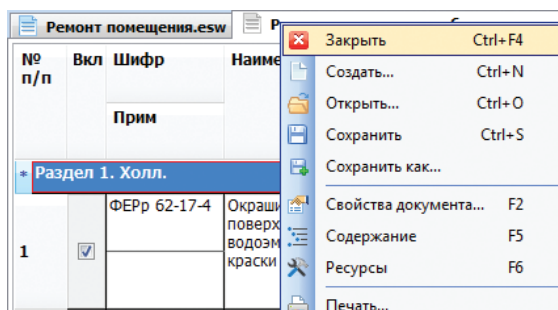 Ремонт помещения.esw
№ п/п
Вкл
Шифр
Наиме
Прим
* Раздел 1. Холл.
1
ФЕРр 62-17-4
Окраши
поверх
водоэм
краски
Закрыть Ctrl+F4
Создать... Ctrl+N
Открыть... Ctrl+O
Сохранить Ctrl+S
Сохранить как...
Свойства документа... F2
Содержание F5
Ресурсы F6
Печать...